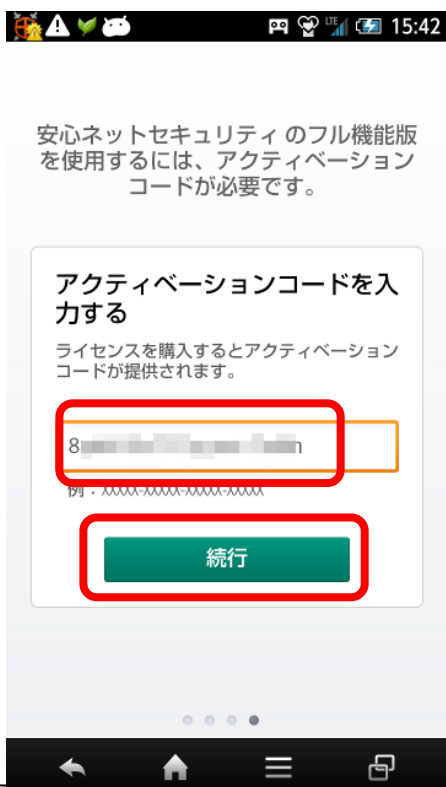 LTE 15:42
安心ネットセキュリティ のフル機能版
を使用するには、アクティベーション
コードが必要です。
アクティベーションコードを入
力する
ライセンスを購入するとアクティベーション
コードが提供されます。
例：XXXXX-XXXXX-XXXXX-XXXXX
続行